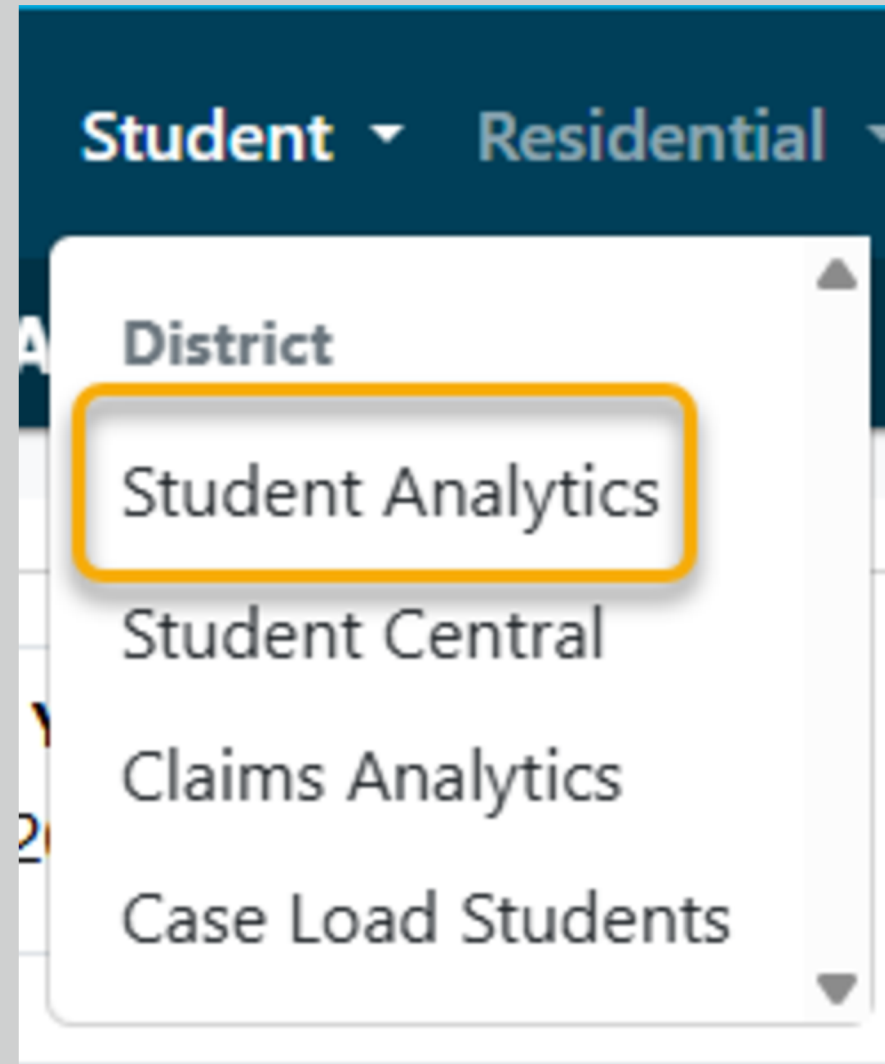 Student Residential
District
Student Analytics
Student Central
Claims Analytics
Case Load Students